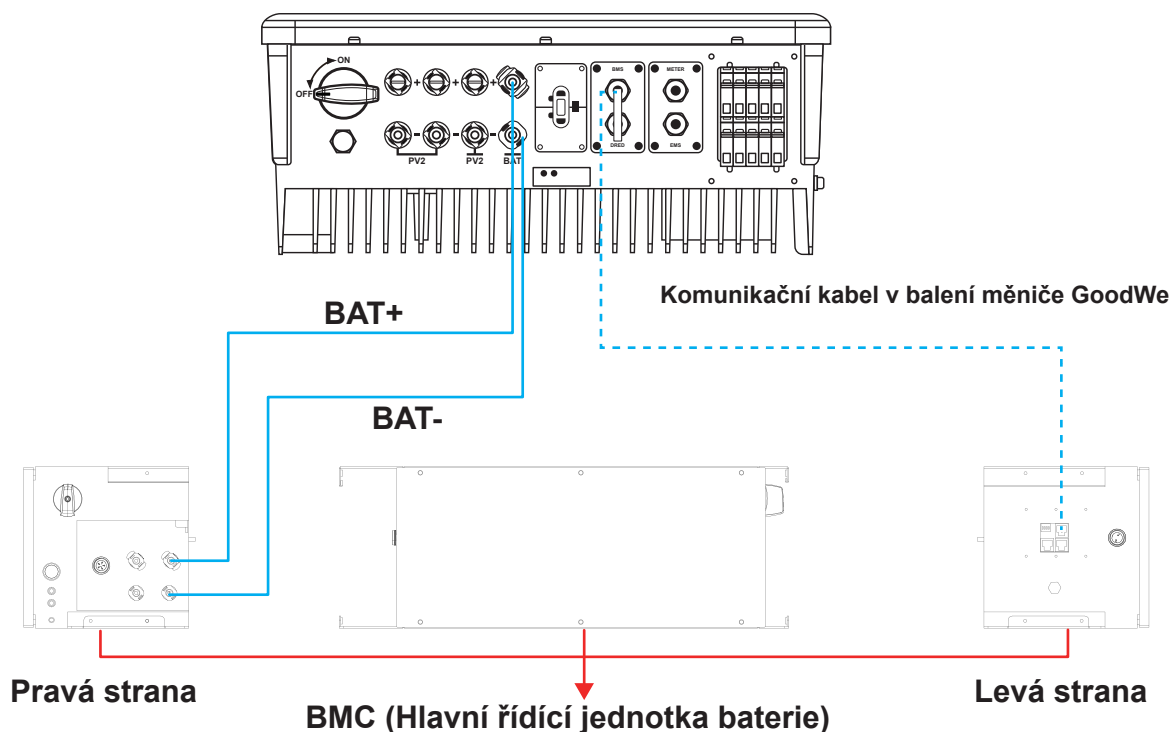 ON
OFF
BMS
METER
+ + +
- - -
PV2 PV2 BAT
DRED
EMS
Komunikační kabel v balení měniče GoodWe
BAT+
BAT-
Pravá strana
Levá strana
BMC (Hlavní řídící jednotka baterie)